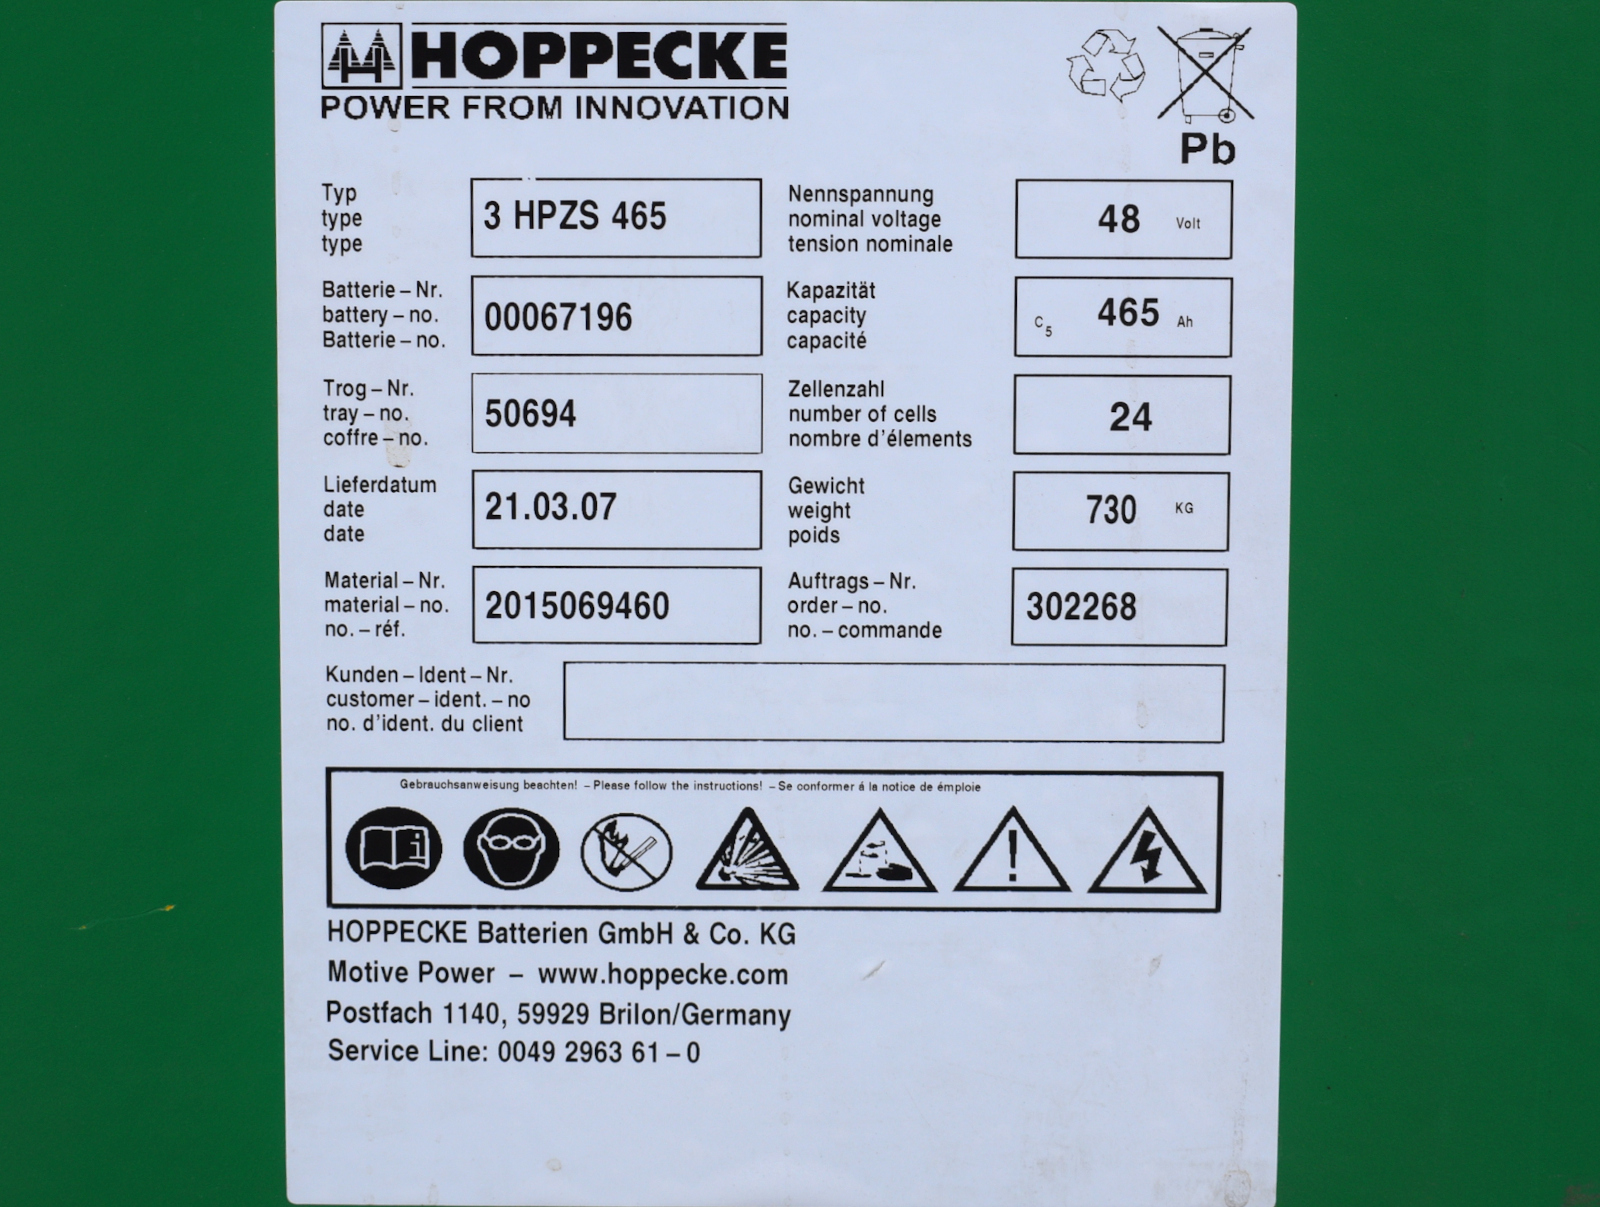 HOPPECKE
POWER FROM INNOVATION
Pb
Typ
type
type
3 HPZS 465
Nennspannung
nominal voltage
tension nominale
48 Volt
Batterie – Nr.
battery – no.
Batterie – no.
00067196
Kapazität
capacity
capacité
C5 465 Ah
Trog – Nr.
tray – no.
coffre – no.
50694
Zellenzahl
number of cells
nombre d'élements
24
Lieferdatum
date
date
21.03.07
Gewicht
weight
poids
730 KG
Material – Nr.
material – no.
no. – réf.
2015069460
Auftrags – Nr.
order – no.
no. – commande
302268
Kunden – Ident – Nr.
customer – ident. – no
no. d'ident. du client
Gebrauchsanweisung beachten! – Please follow the instructions! – Se conformer á la notice de émploie
HOPPECKE Batterien GmbH & Co. KG
Motive Power – www.hoppecke.com
Postfach 1140, 59929 Brilon/Germany
Service Line: 0049 2963 61 – 0